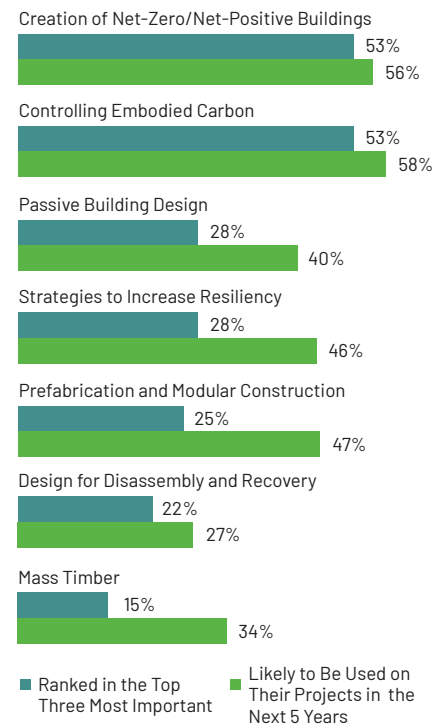 Creation of Net-Zero/Net-Positive Buildings
53%
56%
Controlling Embodied Carbon
53%
58%
Passive Building Design
28%
40%
Strategies to Increase Resiliency
28%
46%
Prefabrication and Modular Construction
25%
47%
Design for Disassembly and Recovery
22%
27%
Mass Timber
15%
34%
Ranked in the Top
Three Most Important
Likely to Be Used on
Their Projects in the
Next 5 Years